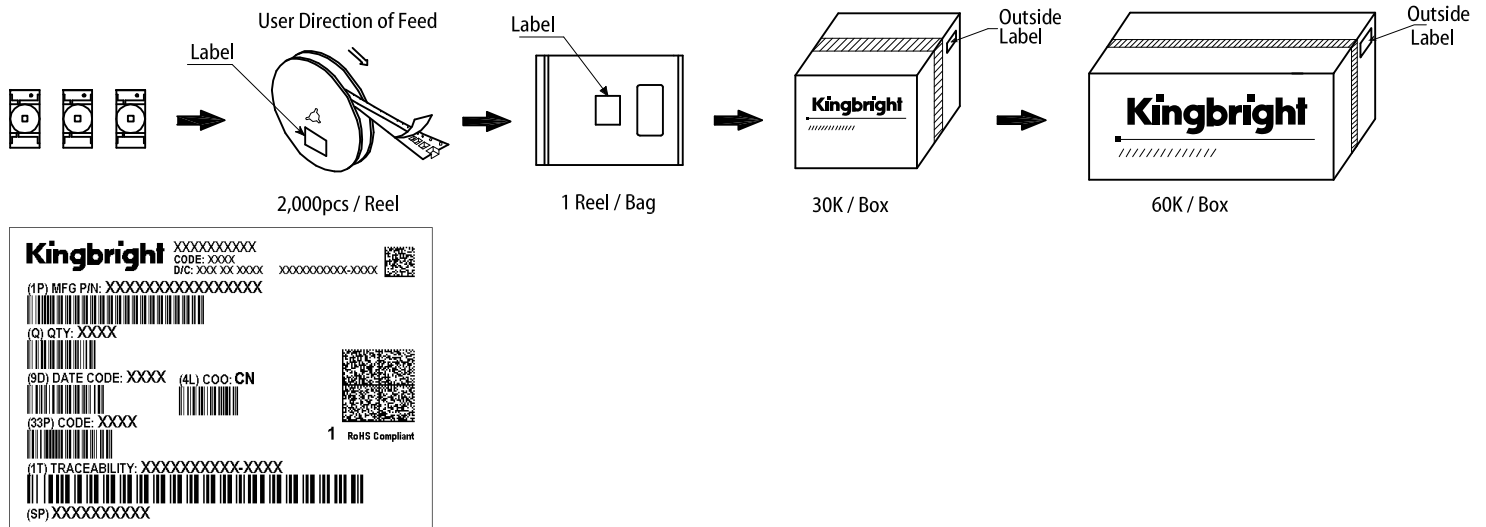 User Direction of Feed
Label
Label
Outside
Label
Outside
Label
Kingbright
Kingbright
2,000pcs / Reel
1 Reel / Bag
30K / Box
60K / Box
Kingbright
XXXXXXXXXX
CODE: XXXX
D/C: XXX XX XXXX XXXXXXXXXX-XXXX
(1P) MFG P/N: XXXXXXXXXXXXXXXX
(Q) QTY: XXXX
(9D) DATE CODE: XXXX (4L) COO: CN
(33P) CODE: XXXX
1 RoHS Compliant
(1T) TRACEABILITY: XXXXXXXXXX-XXXX
(SP) XXXXXXXXXX